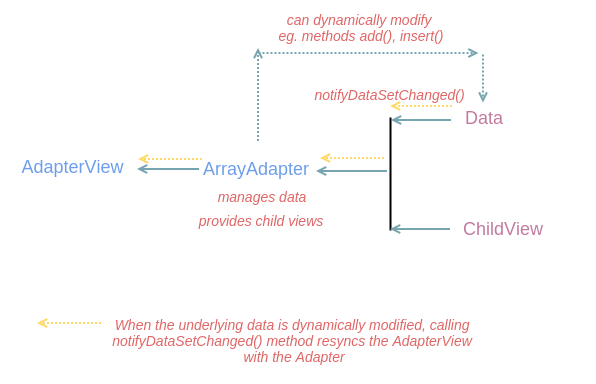 can dynamically modify
eg. methods add(), insert()
notifyDataSetChanged()
Data
AdapterView
ArrayAdapter
manages data
provides child views
ChildView
When the underlying data is dynamically modified, calling
notifyDataSetChanged() method resyncs the AdapterView
with the Adapter